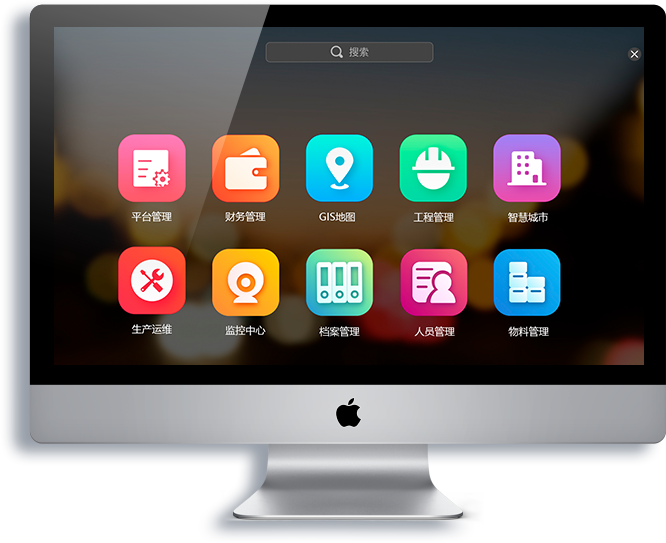 搜索
平台管理
财务管理
GIS地图
工程管理
智慧城市
生产运维
监控中心
档案管理
人员管理
物料管理